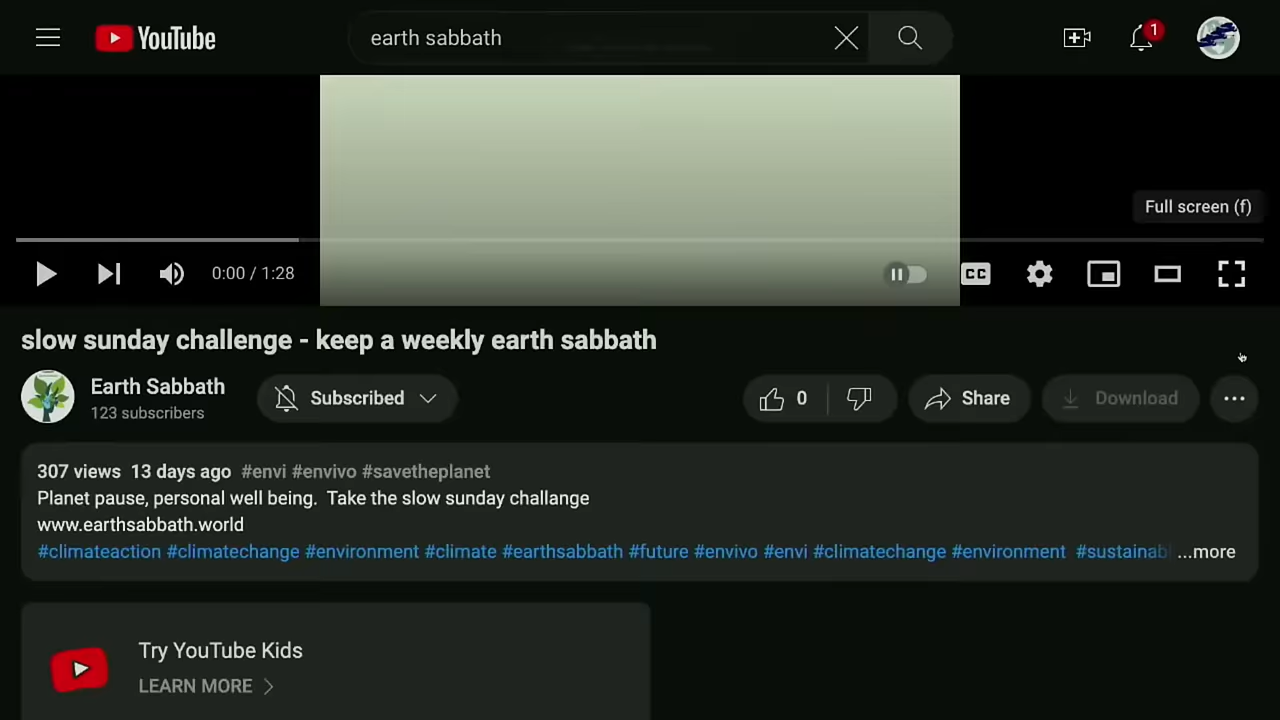 YouTube
earth sabbath
1
Full screen (f)
0:00 / 1:28
CC
slow sunday challenge - keep a weekly earth sabbath
Earth Sabbath
123 subscribers
Subscribed
0
Share
Download
307 views 13 days ago #envi #envivo #savetheplanet
Planet pause, personal well being. Take the slow sunday challange
www.earthsabbath.world
#climateaction #climatechange #environment #climate #earthsabbath #future #envivo #envi #climatechange #environment #sustainab ...more
Try YouTube Kids
LEARN MORE